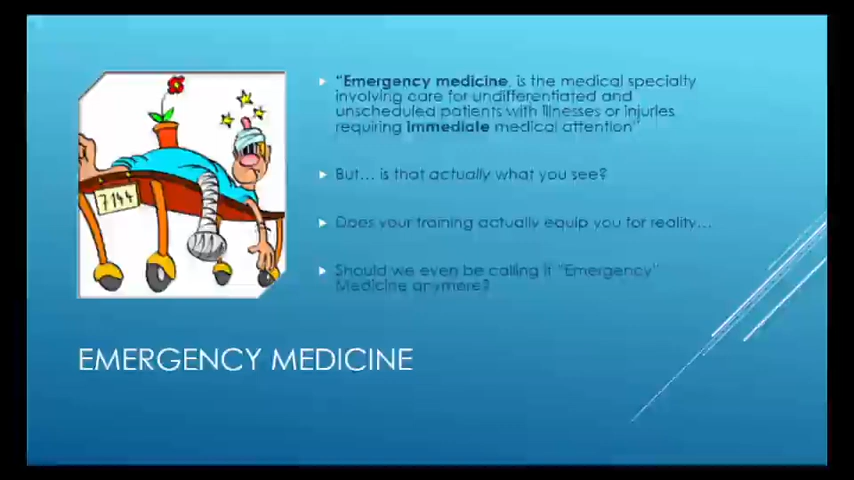 "Emergency medicine, is the medical specialty
involving care for undifferentiated and
unscheduled patients with illnesses or injuries
requiring immediate medical attention"
But... is that actually what you see?
Does your training actually equip you for reality...
Should we even be calling it "Emergency"
Medicine anymore?
7144
EMERGENCY MEDICINE